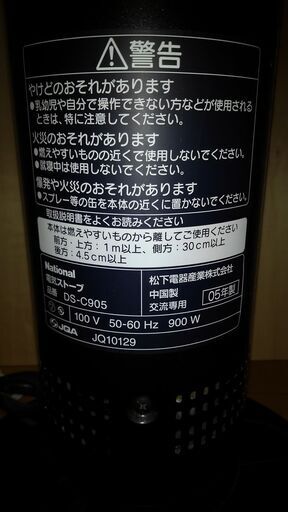 ⚠警告
やけどのおそれがあります
●乳幼児や自分で操作できない方などが使用される
ときは、特に注意してください。
火災のおそれがあります
●燃えやすいものの近くで使用しないでください。
●就寝中は使用しないでください。
爆発や火災のおそれがあります
●スプレー等の缶を本体の近くに置かないでください。
取扱説明書をよくお読みください
本体は燃えやすいものから離してご使用ください
前方・上方:1m以上、側方:30cm以上
後方:4.5cm以上
National 松下電器産業株式会社
電気ストーブ 中国製 05年製
品番 DS-C905 交流専用
100 V 50-60 Hz 900 W
JQA JQ10129